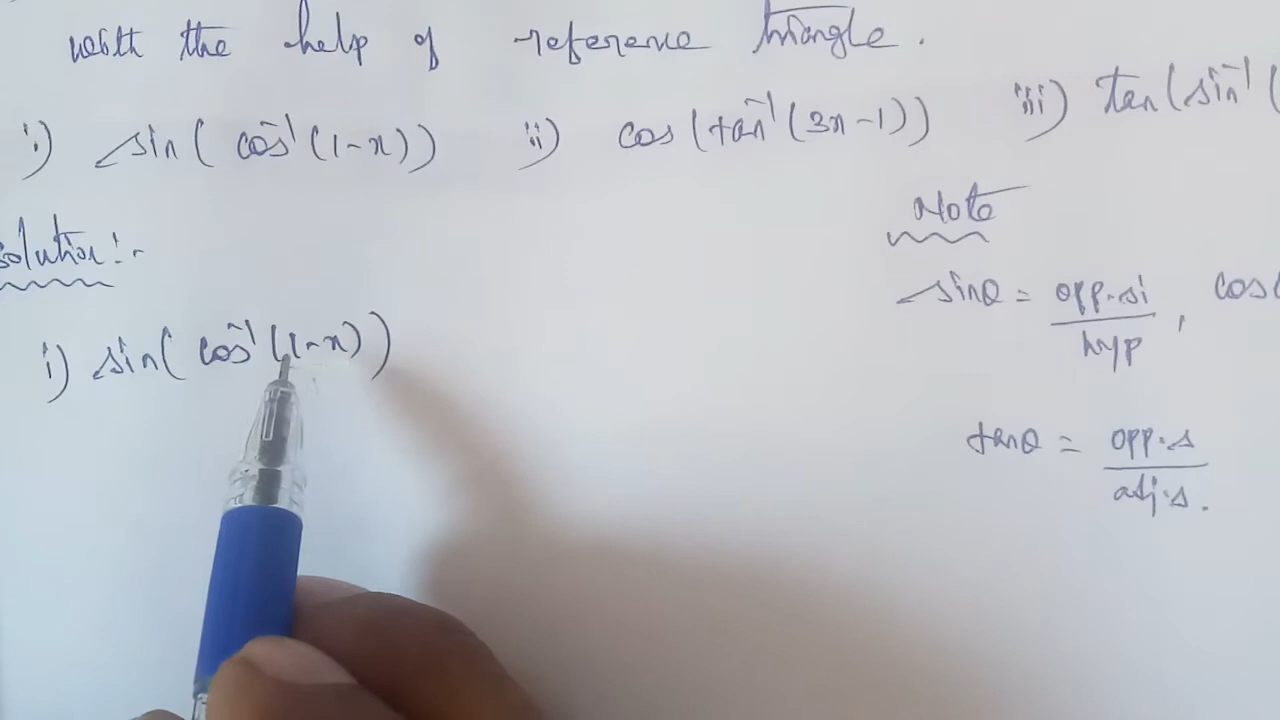 with the help of reference triangle.
i) sin(cos⁻¹(1-x)) ii) cos(tan⁻¹(3x-1)) iii) tan(sin⁻¹(
Note
solution:-
sinθ = opp.si/hyp, cos
i) sin(cos⁻¹(1-x))
tanθ = opp.s/adj.s.